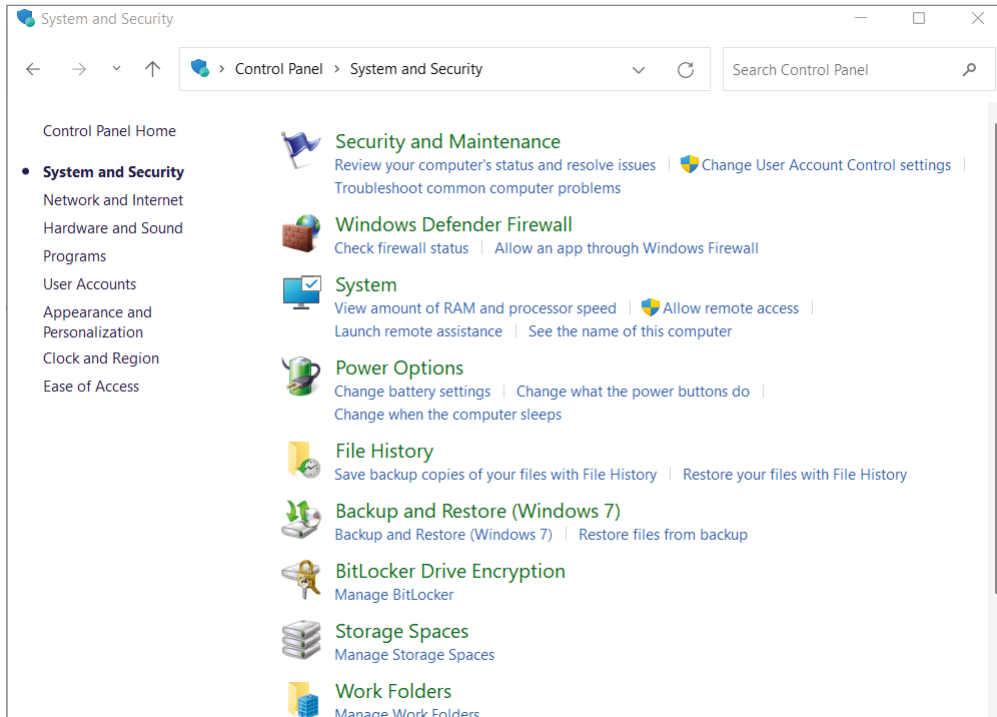 System and Security
Control Panel > System and Security
Search Control Panel
Control Panel Home
System and Security
Network and Internet
Hardware and Sound
Programs
User Accounts
Appearance and
Personalization
Clock and Region
Ease of Access
Security and Maintenance
Review your computer's status and resolve issues | Change User Account Control settings |
Troubleshoot common computer problems
Windows Defender Firewall
Check firewall status | Allow an app through Windows Firewall
System
View amount of RAM and processor speed | Allow remote access |
Launch remote assistance | See the name of this computer
Power Options
Change battery settings | Change what the power buttons do |
Change when the computer sleeps
File History
Save backup copies of your files with File History | Restore your files with File History
Backup and Restore (Windows 7)
Backup and Restore (Windows 7) | Restore files from backup
BitLocker Drive Encryption
Manage BitLocker
Storage Spaces
Manage Storage Spaces
Work Folders
Manage Work Folders